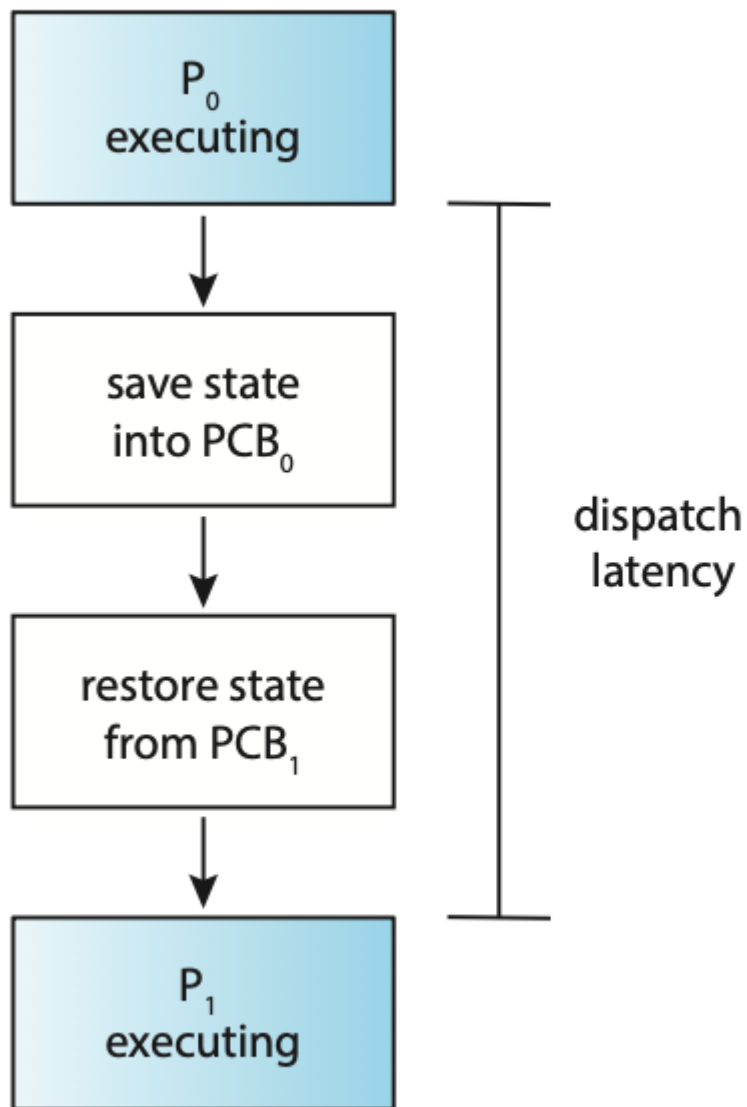 P₀
executing
save state
into PCB₀
dispatch
latency
restore state
from PCB₁
P₁
executing